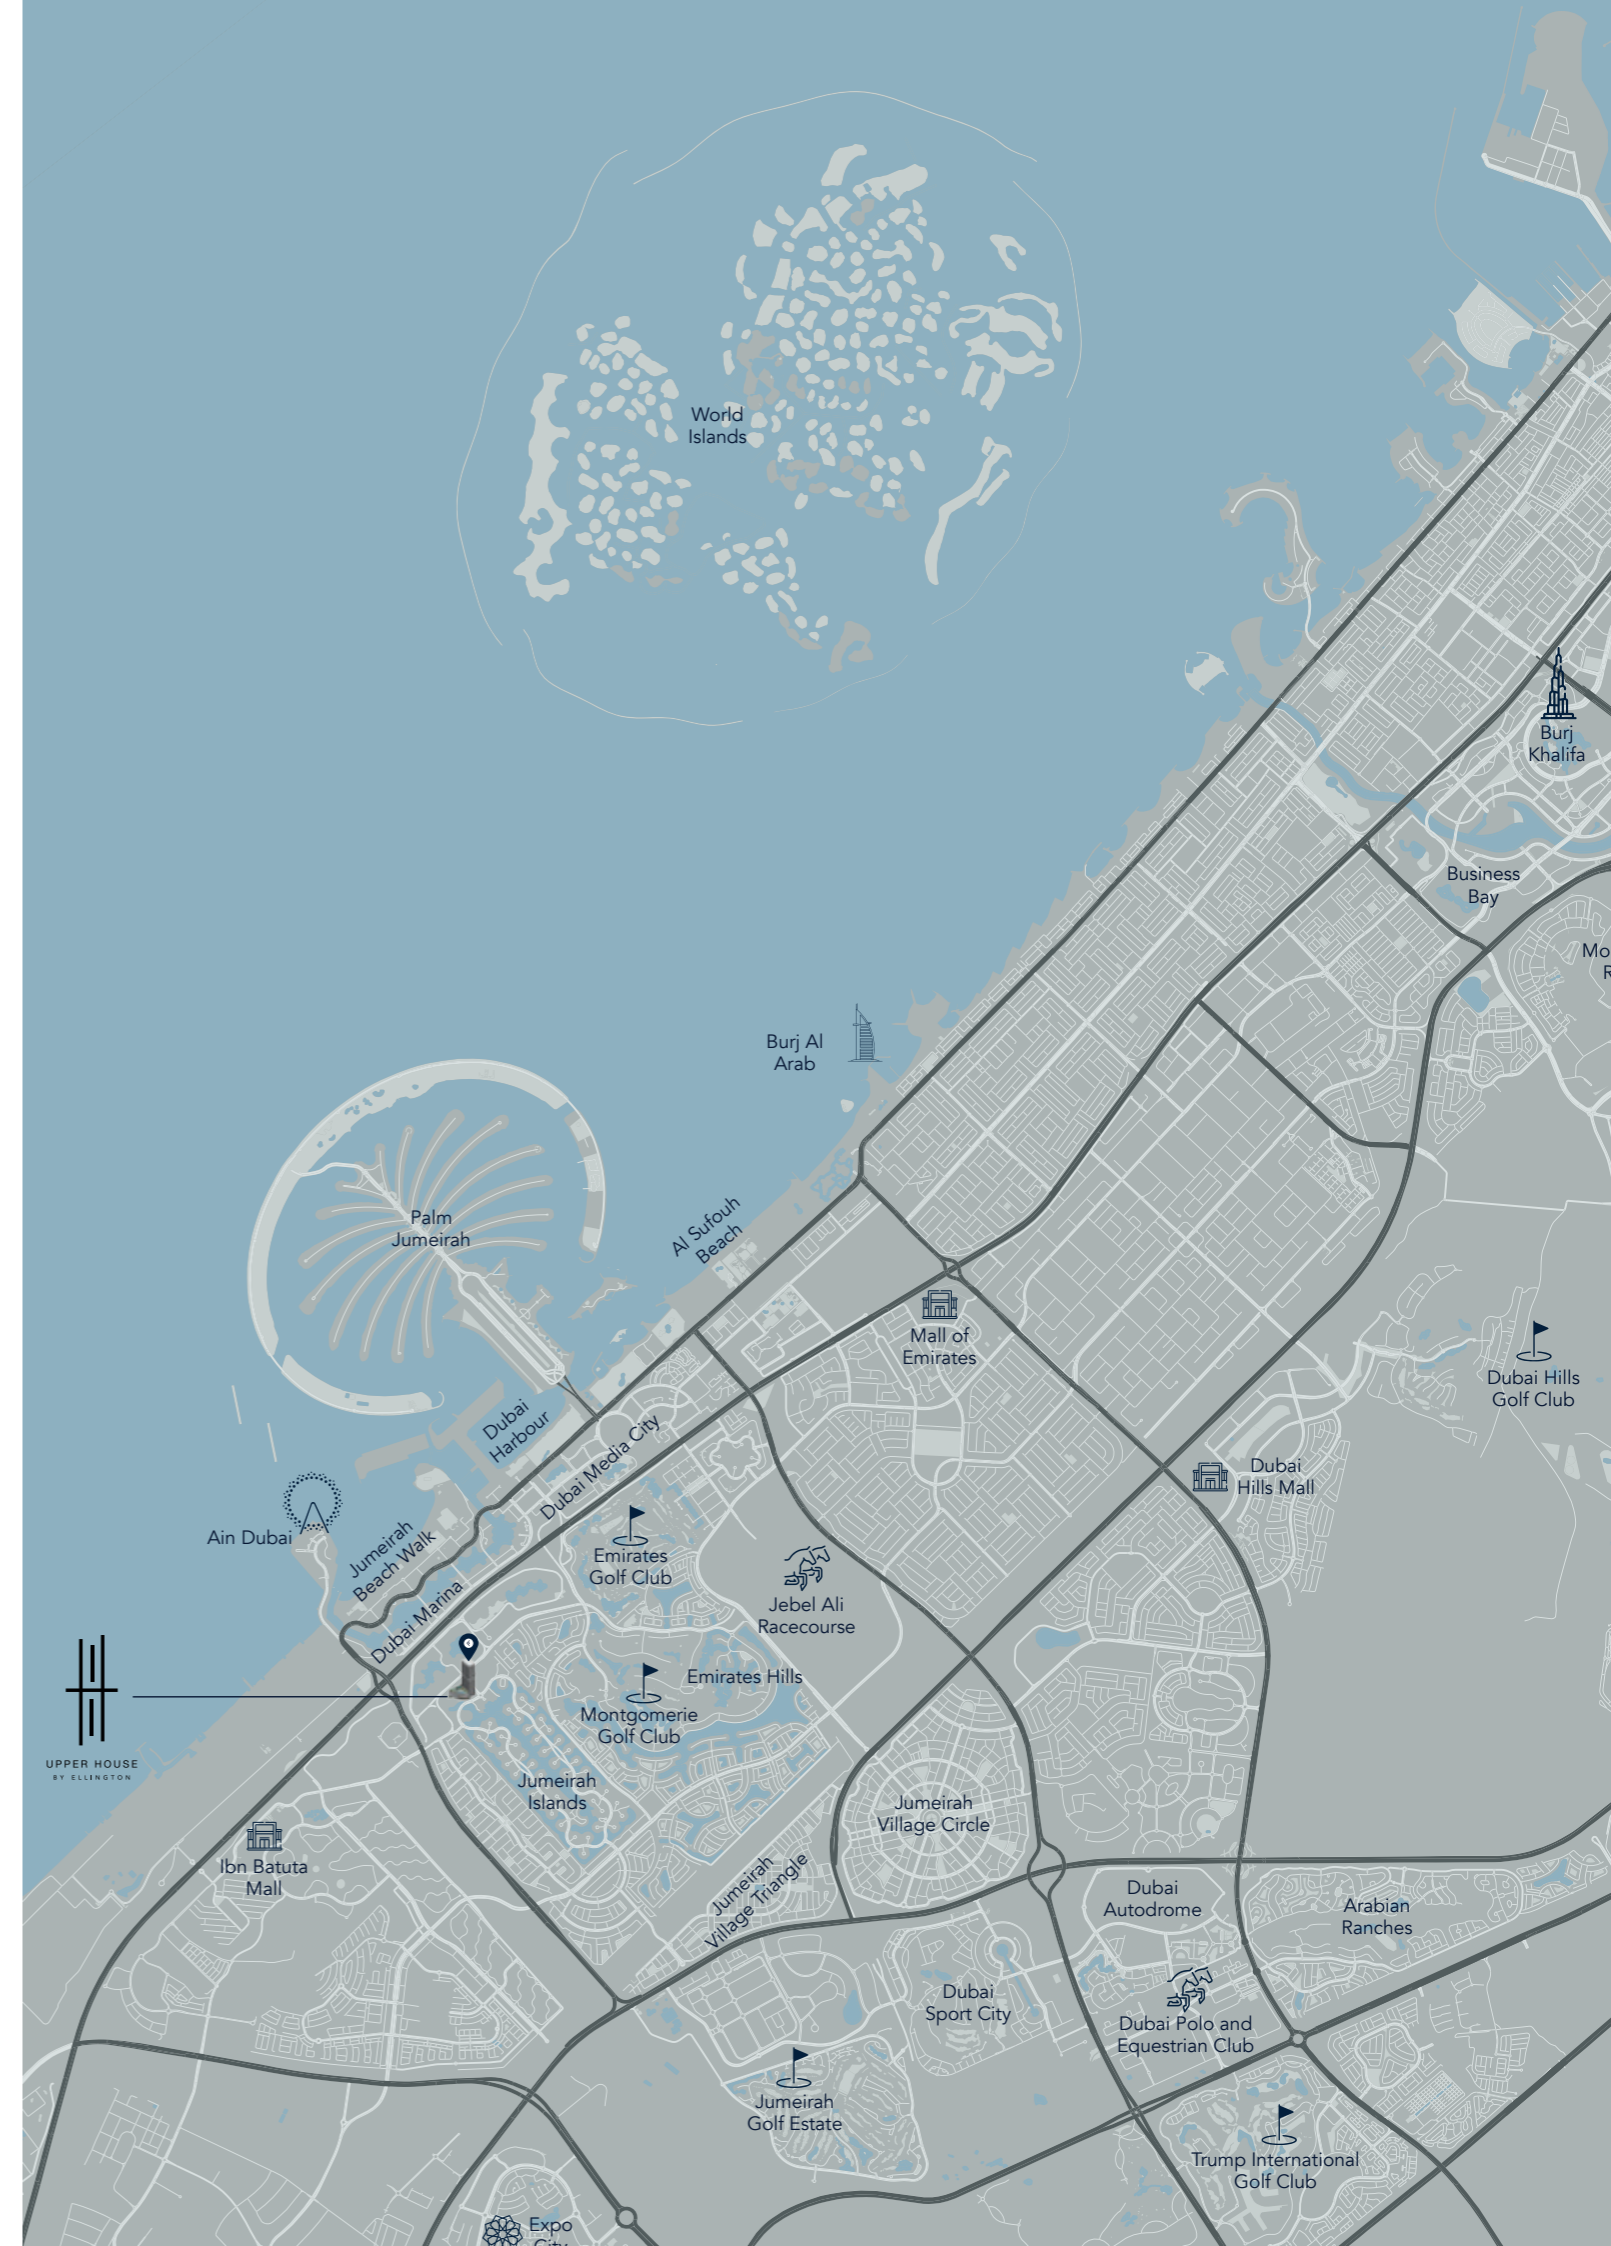 World
Islands
Burj
Khalifa
Business
Bay
Mo
R
Burj Al
Arab
Palm
Jumeirah
Al Sufouh
Beach
Mall of
Emirates
Dubai Hills
Golf Club
Dubai
Harbour
Dubai Media City
Dubai
Hills Mall
Ain Dubai
Jumeirah
Beach Walk
Emirates
Golf Club
Jebel Ali
Racecourse
Dubai Marina
Emirates Hills
Montgomerie
Golf Club
UPPER HOUSE
BY ELLINGTON
Jumeirah
Islands
Jumeirah
Village Circle
Ibn Batuta
Mall
Jumeirah
Village Triangle
Dubai
Autodrome
Arabian
Ranches
Dubai
Sport City
Dubai Polo and
Equestrian Club
Jumeirah
Golf Estate
Trump International
Golf Club
Expo
City